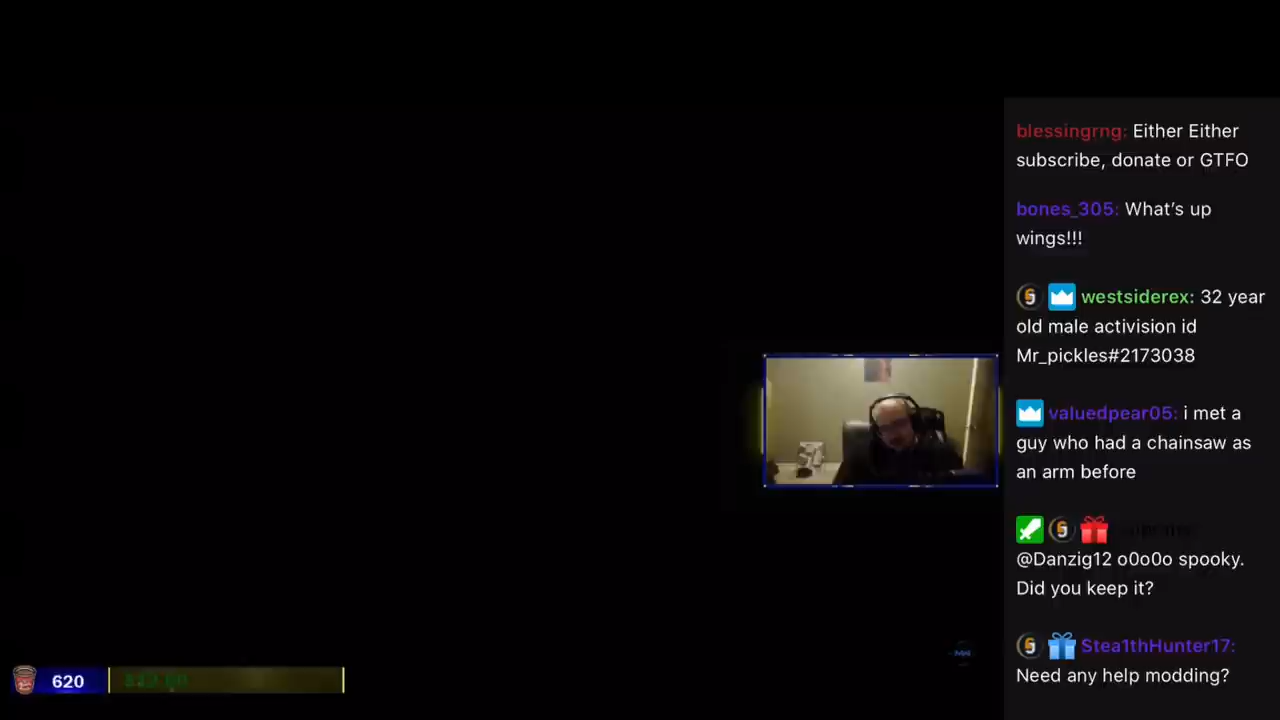 blessingrng: Either Either
subscribe, donate or GTFO
bones_305: What's up
wings!!!
westsiderex: 32 year
old male activision id
Mr_pickles#2173038
valuedpear05: i met a
guy who had a chainsaw as
an arm before
@Danzig12 o0o0o spooky.
Did you keep it?
Stea1thHunter17:
Need any help modding?
620